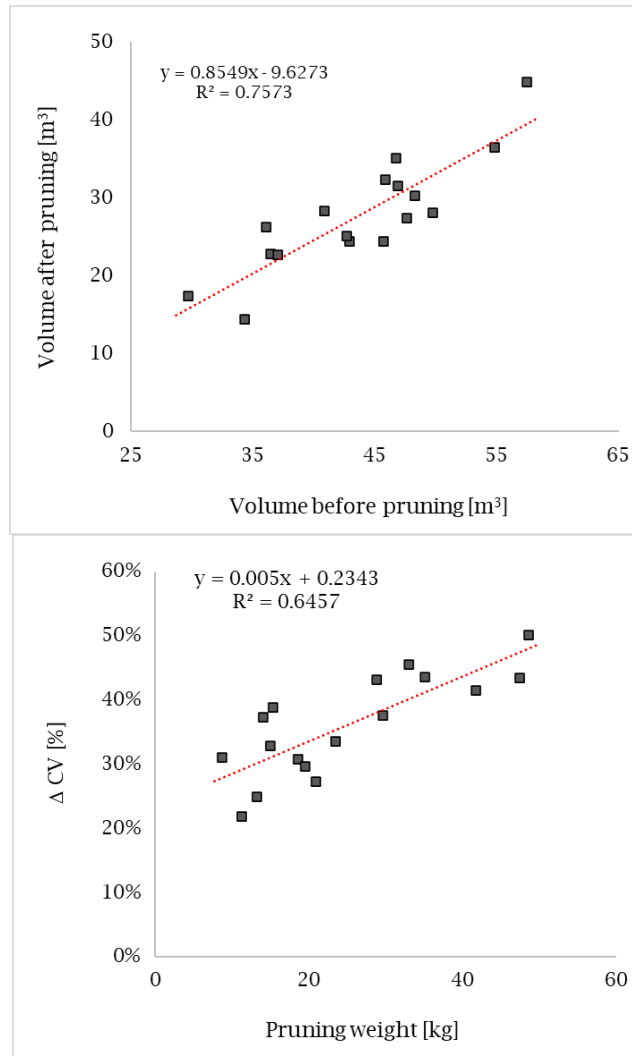 50
y = 0.8549x - 9.6273
R² = 0.7573
40
30
20
10
0
Volume after pruning [m³]
25 35 45 55 65
Volume before pruning [m³]
60%
y = 0.005x + 0.2343
R² = 0.6457
50%
40%
30%
20%
10%
0%
Δ CV [%]
0 20 40 60
Pruning weight [kg]